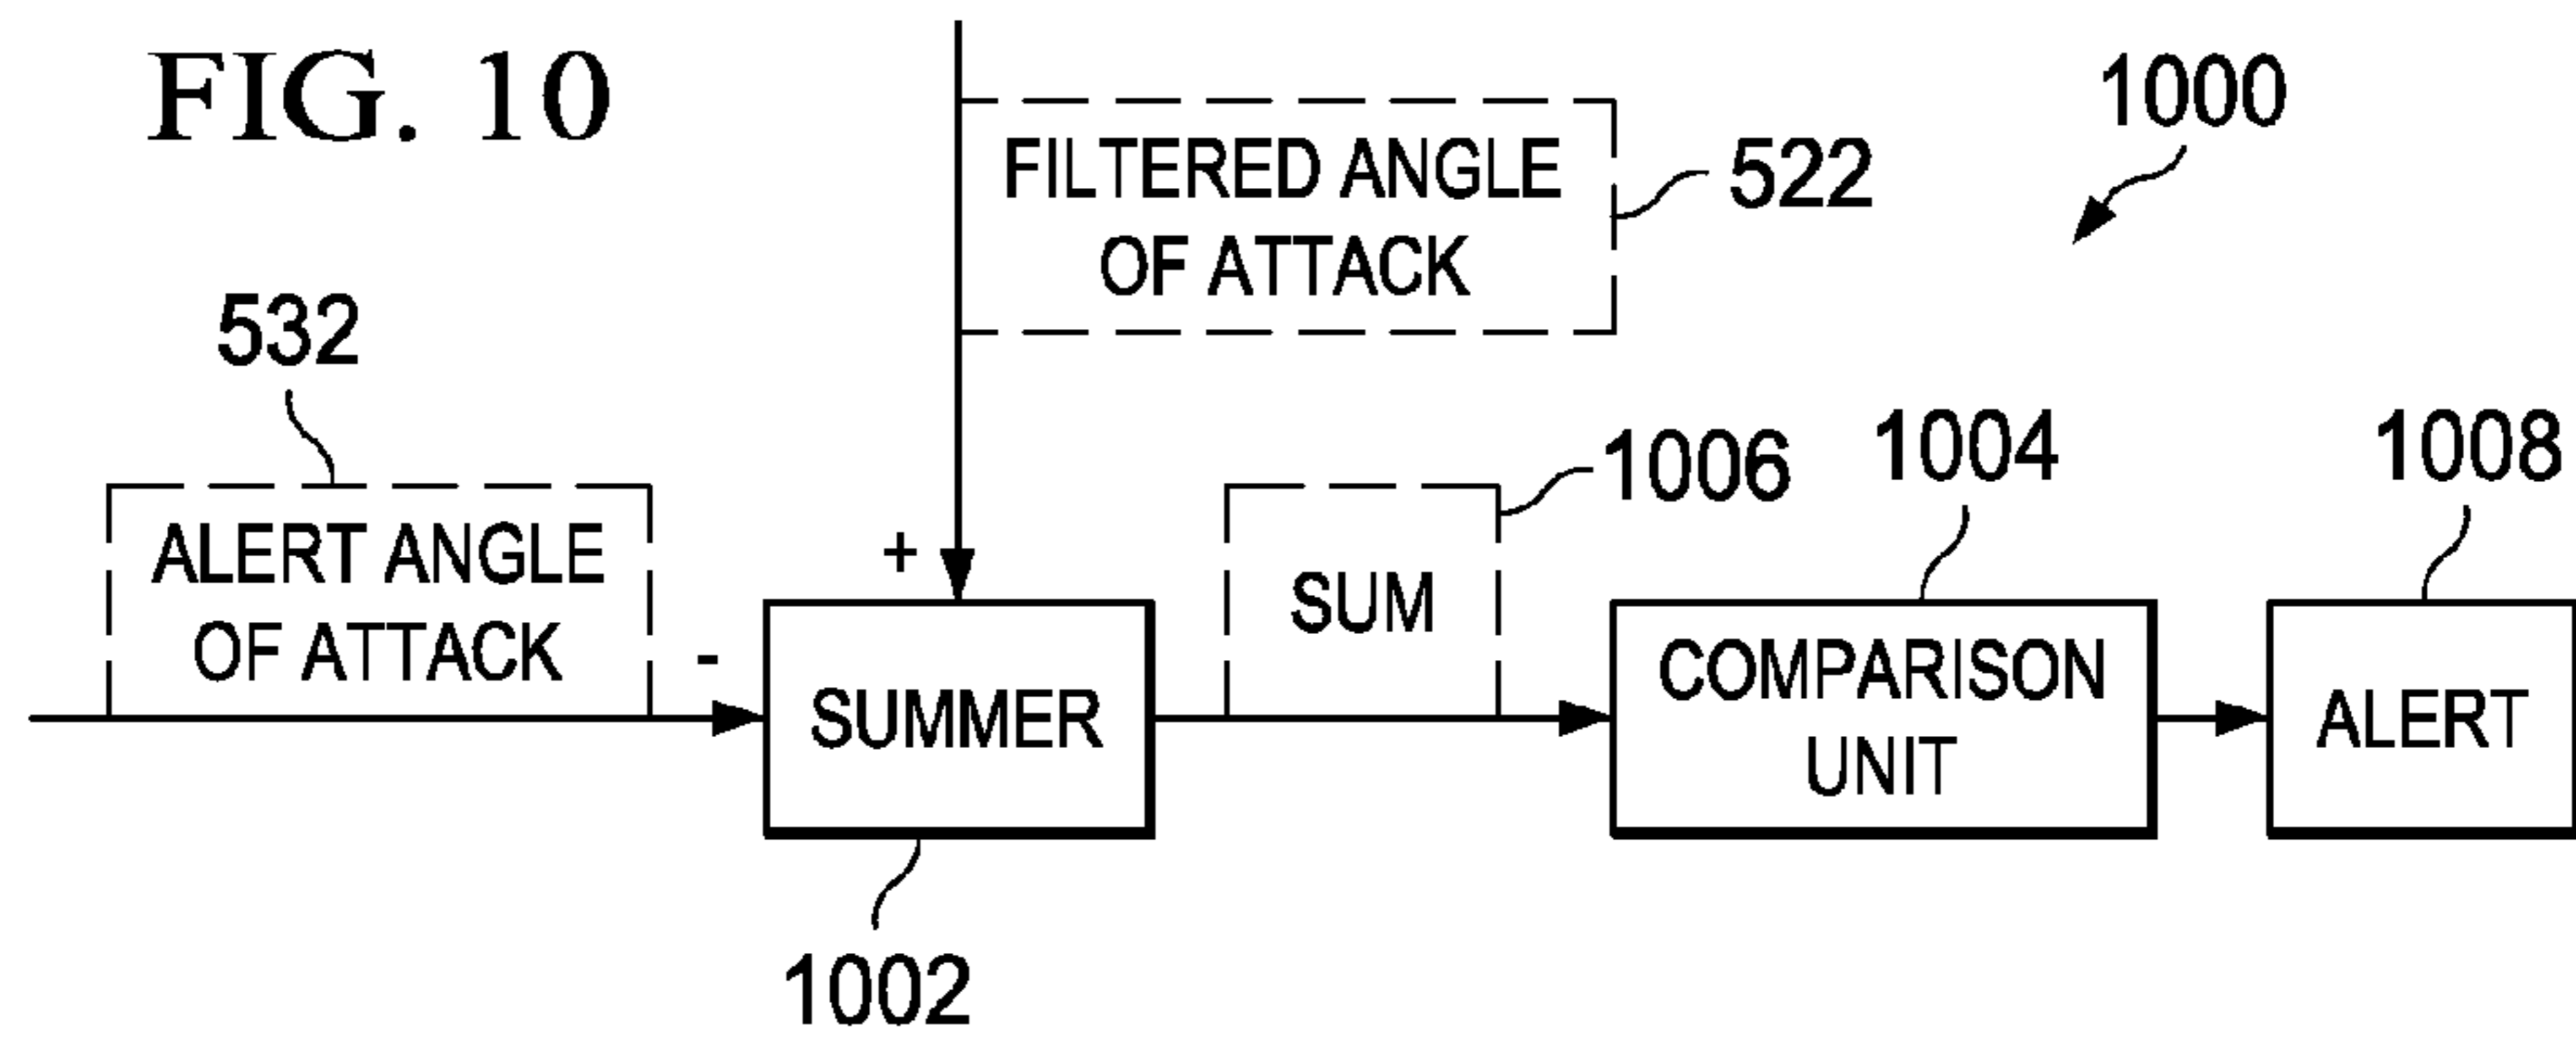 FIG. 10
1000
FILTERED ANGLE
OF ATTACK
522
532
ALERT ANGLE
OF ATTACK
+
-
SUMMER
1002
SUM
1006
1004
COMPARISON
UNIT
1008
ALERT